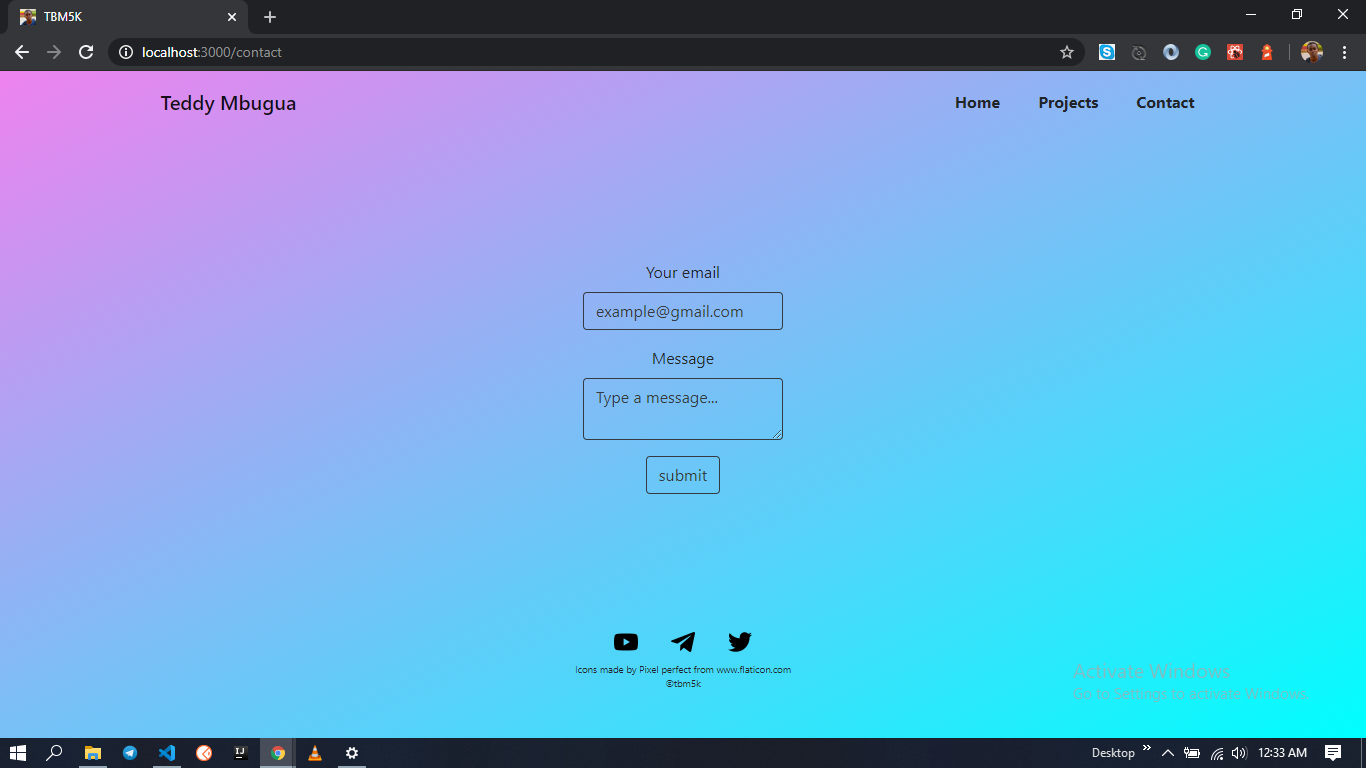 TBM5K
localhost:3000/contact
Teddy Mbugua
Home Projects Contact
Your email
example@gmail.com
Message
Type a message...
submit
Icons made by Pixel perfect from www.flaticon.com
©tbm5k
Activate Windows
Go to Settings to activate Windows.
IJ
Desktop
12:33 AM